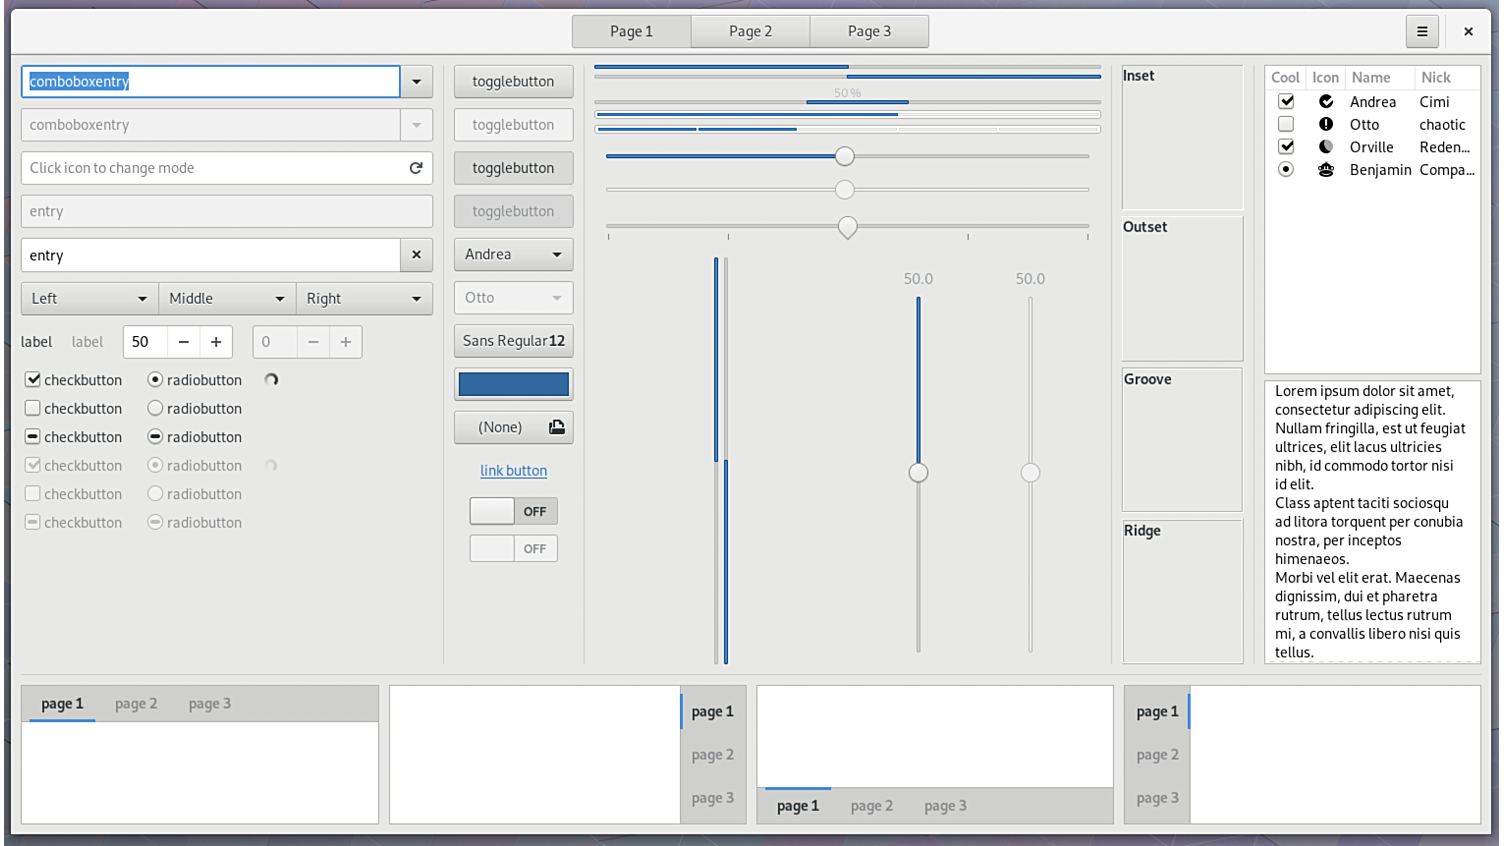 Page 1 Page 2 Page 3
comboboxentry
comboboxentry
Click icon to change mode
entry
entry
Left Middle Right
label label 50 0
checkbutton radiobutton
checkbutton radiobutton
checkbutton radiobutton
checkbutton radiobutton
checkbutton radiobutton
checkbutton radiobutton
togglebutton
togglebutton
togglebutton
togglebutton
Andrea
Otto
Sans Regular 12
(None)
link button
OFF
OFF
50 %
50.0 50.0
Inset
Outset
Groove
Ridge
Cool Icon Name Nick
Andrea Cimi
Otto chaotic
Orville Reden...
Benjamin Compa...
Lorem ipsum dolor sit amet,
consectetur adipiscing elit.
Nullam fringilla, est ut feugiat
ultrices, elit lacus ultricies
nibh, id commodo tortor nisi
id elit.
Class aptent taciti sociosqu
ad litora torquent per conubia
nostra, per inceptos
himenaeos.
Morbi vel elit erat. Maecenas
dignissim, dui et pharetra
rutrum, tellus lectus rutrum
mi, a convallis libero nisi quis
tellus.
page 1 page 2 page 3
page 1
page 2
page 3
page 1 page 2 page 3
page 1
page 2
page 3